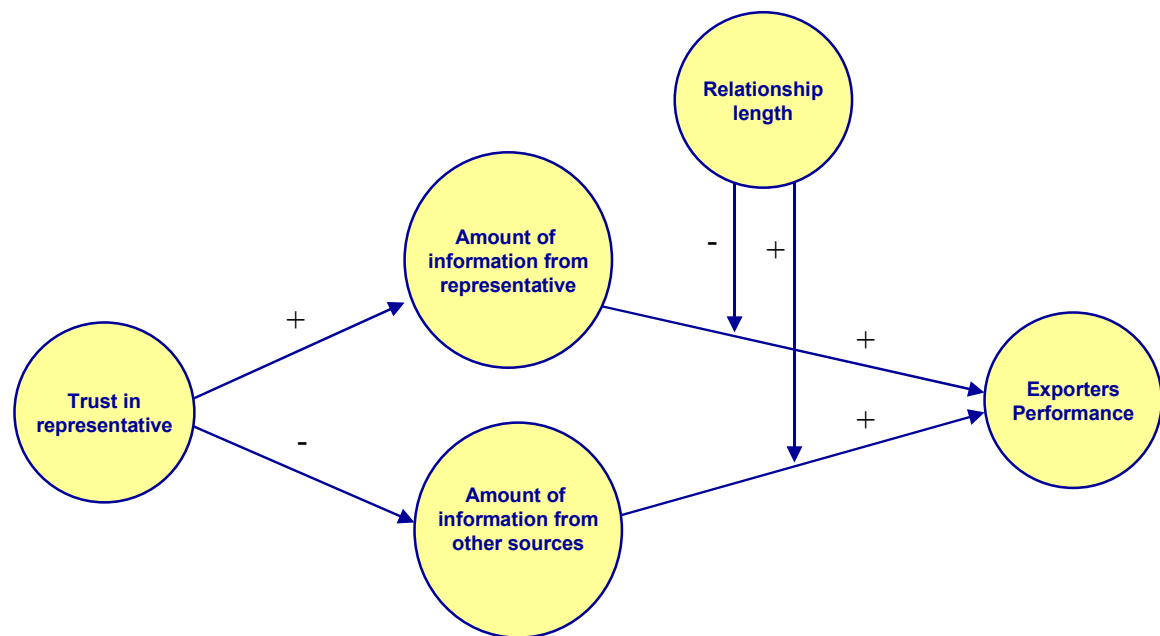 Relationship
length
Amount of
information from
representative
-
+
+
+
Trust in
representative
Exporters
Performance
+
-
Amount of
information from
other sources